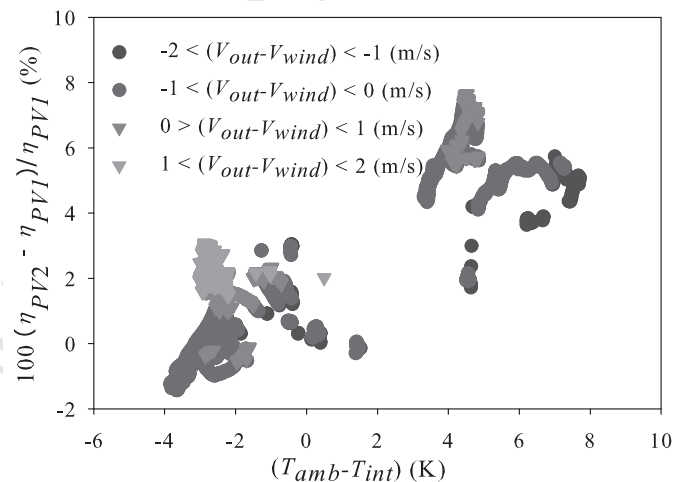 10
8
6
4
2
0
-2
100 (ηPV2 - ηPV1)/ηPV1 (%)
-2 < (Vout-Vwind) < -1 (m/s)
-1 < (Vout-Vwind) < 0 (m/s)
0 > (Vout-Vwind) < 1 (m/s)
1 < (Vout-Vwind) < 2 (m/s)
-6 -4 -2 0 2 4 6 8 10
(Tamb-Tint) (K)